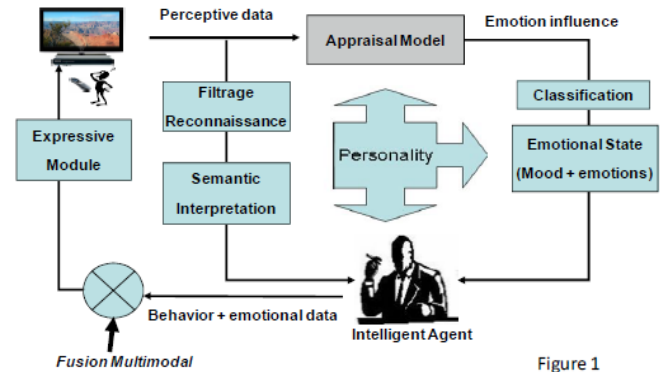 Perceptive data
Emotion influence
Appraisal Model
Filtrage
Reconnaissance
Classification
Expressive
Module
Personality
Emotional State
(Mood + emotions)
Semantic
Interpretation
Behavior + emotional data
Intelligent Agent
Fusion Multimodal
Figure 1